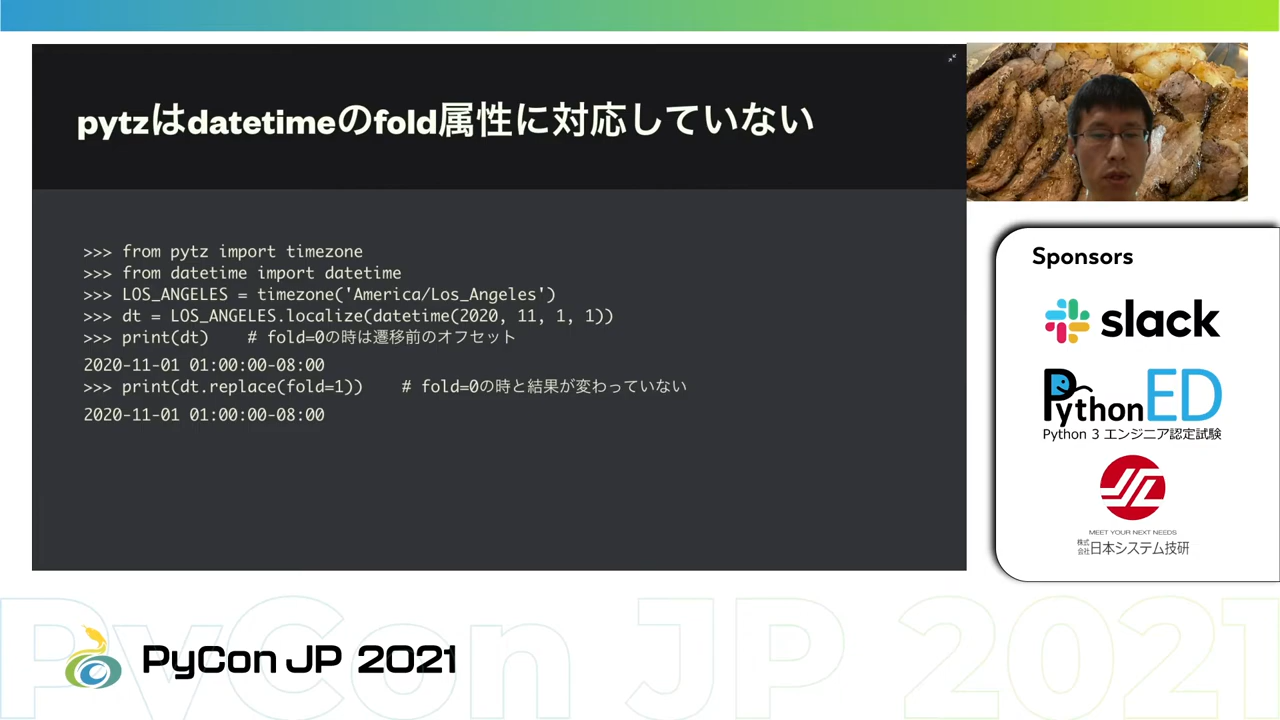 pytzはdatetimeのfold属性に対応していない
>>> from pytz import timezone
>>> from datetime import datetime
>>> LOS_ANGELES = timezone('America/Los_Angeles')
>>> dt = LOS_ANGELES.localize(datetime(2020, 11, 1, 1))
>>> print(dt)    # fold=0の時は遷移前のオフセット
2020-11-01 01:00:00-08:00
>>> print(dt.replace(fold=1))    # fold=0の時と結果が変わっていない
2020-11-01 01:00:00-08:00
Sponsors
slack
PythonED
Python 3 エンジニア認定試験
MEET YOUR NEXT NEEDS
株式会社日本システム技研
PyCon JP 2021
PyCon JP 2021